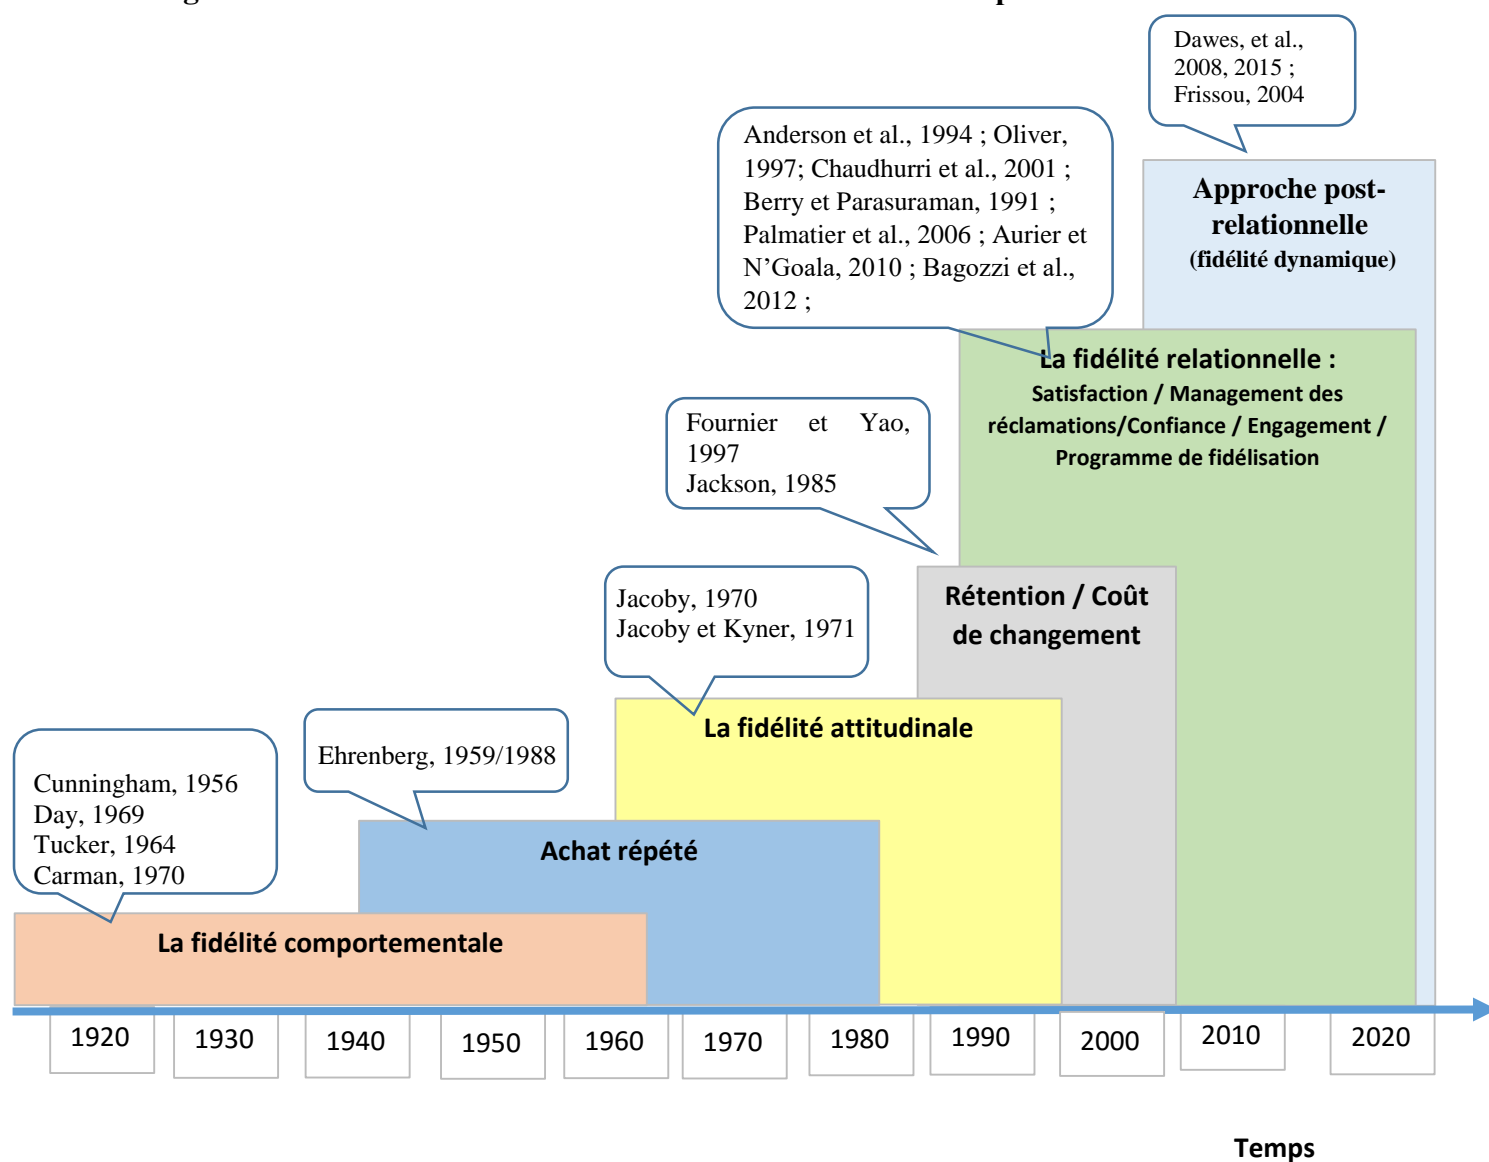 Dawes, et al.,
2008, 2015 ;
Frissou, 2004
Anderson et al., 1994 ; Oliver,
1997; Chaudhurri et al., 2001 ;
Berry et Parasuraman, 1991 ;
Palmatier et al., 2006 ; Aurier et
N’Goala, 2010 ; Bagozzi et al.,
2012 ;
Approche post-
relationnelle
(fidélité dynamique)
La fidélité relationnelle :
Satisfaction / Management des
réclamations/Confiance / Engagement /
Programme de fidélisation
Fournier et Yao,
1997
Jackson, 1985
Rétention / Coût
de changement
Jacoby, 1970
Jacoby et Kyner, 1971
La fidélité attitudinale
Ehrenberg, 1959/1988
Achat répété
Cunningham, 1956
Day, 1969
Tucker, 1964
Carman, 1970
La fidélité comportementale
1920 1930 1940 1950 1960 1970 1980 1990 2000 2010 2020
Temps